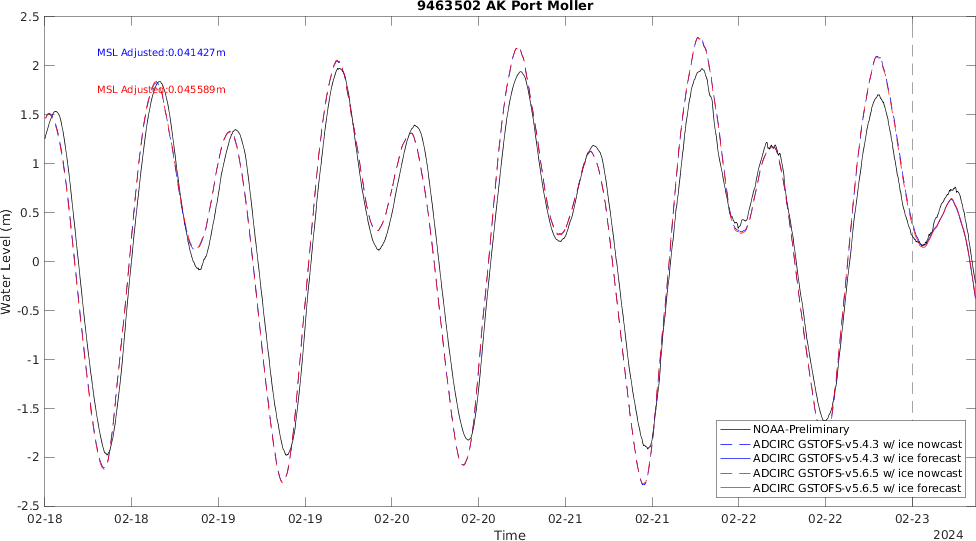 9463502 AK Port Moller
2.5
2
1.5
1
0.5
0
-0.5
-1
-1.5
-2
-2.5
Water Level (m)
MSL Adjusted:0.041427m
MSL Adjusted:0.045589m
NOAA-Preliminary
ADCIRC GSTOFS-v5.4.3 w/ ice nowcast
ADCIRC GSTOFS-v5.4.3 w/ ice forecast
ADCIRC GSTOFS-v5.6.5 w/ ice nowcast
ADCIRC GSTOFS-v5.6.5 w/ ice forecast
02-18 02-18 02-19 02-19 02-20 02-20 02-21 02-21 02-22 02-22 02-23
Time
2024